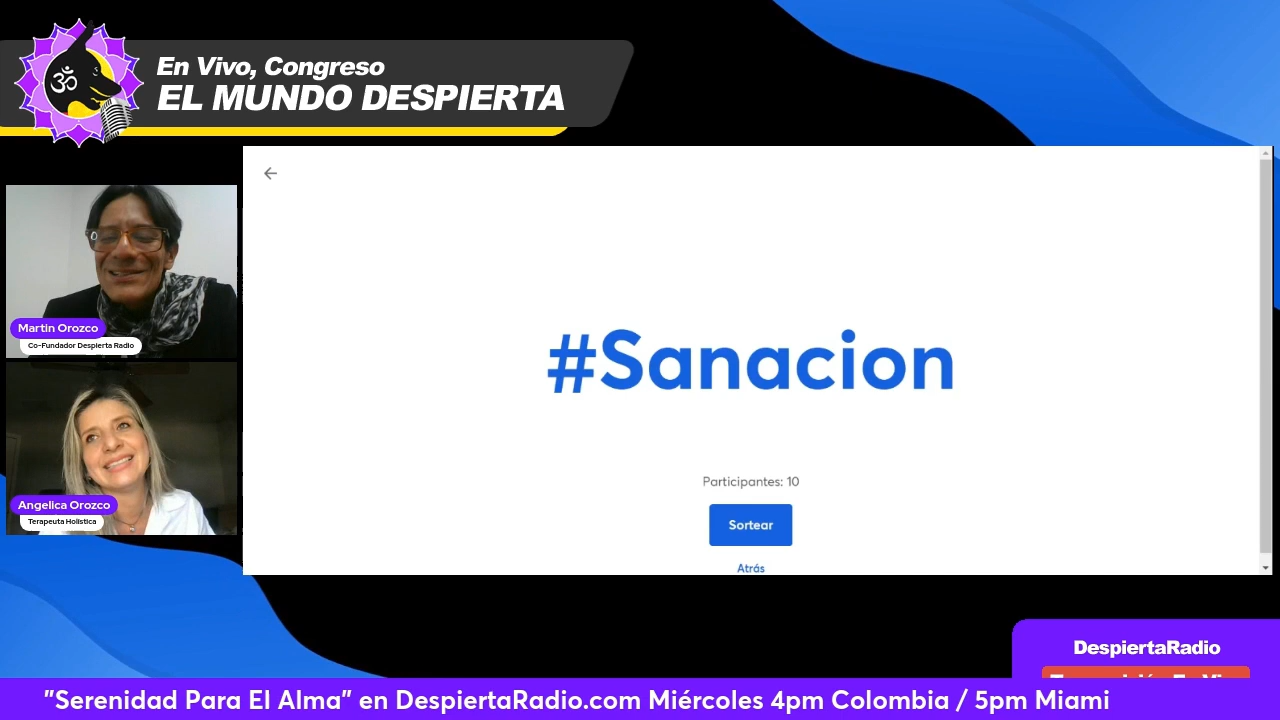 En Vivo, Congreso
EL MUNDO DESPIERTA
ॐ
Martin Orozco
Co-Fundador Despierta Radio
Angelica Orozco
Terapeuta Holística
#Sanacion
Participantes: 10
Sortear
Atrás
DespiertaRadio
"Serenidad Para El Alma" en DespiertaRadio.com Miércoles 4pm Colombia / 5pm Miami